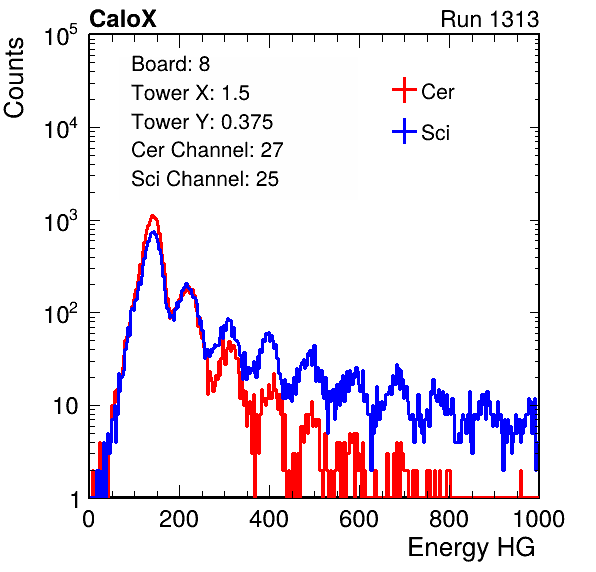 CaloX Run 1313
Counts
Board: 8
Tower X: 1.5
Tower Y: 0.375
Cer Channel: 27
Sci Channel: 25
Cer
Sci
10^5
10^4
10^3
10^2
10
1
0 200 400 600 800 1000
Energy HG